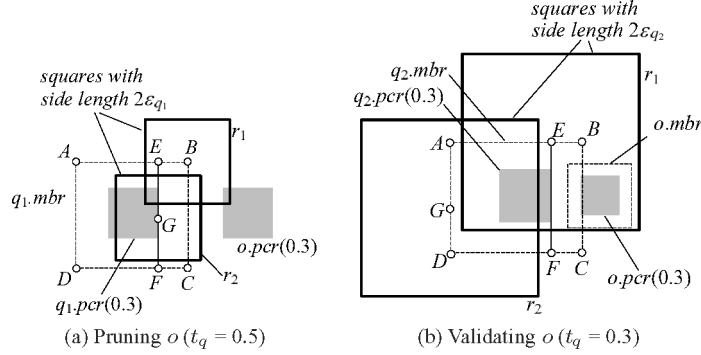 squares with
side length 2ε_q1
r1
A
E
B
q1.mbr
G
o.pcr(0.3)
D
F
C
r2
q1.pcr(0.3)
(a) Pruning o (tq = 0.5)
squares with
side length 2ε_q2
q2.mbr
r1
q2.pcr(0.3)
E
B
o.mbr
A
G
D
F
C
o.pcr(0.3)
r2
(b) Validating o (tq = 0.3)